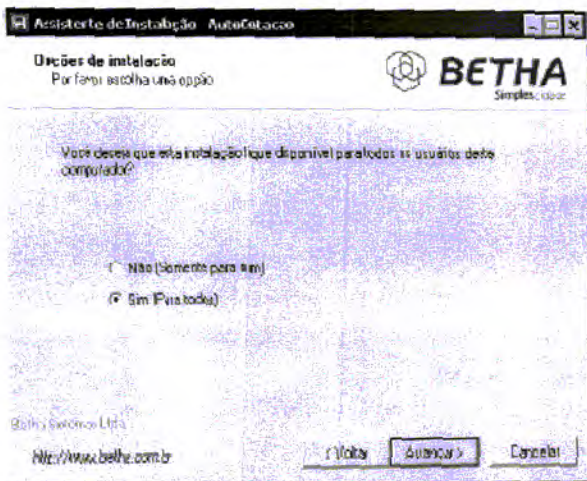 Assistente de Instalação AutoCotacao
Opções de instalação
Por favor escolha uma opção
BETHA
Simples
Você deseja que esta instalação fique disponível para todos os usuários deste
computador?
Não (Somente para mim)
Sim (Para todos)
Betha Sistemas Ltda
http://www.betha.com.br
< Voltar
Avançar >
Cancelar